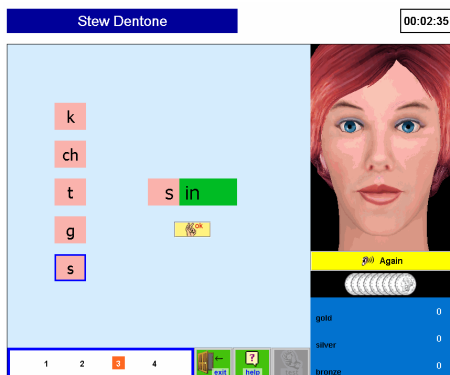 Stew Dentone
00:02:35
k
ch
t
s in
g
ok
s
Again
gold 0
silver 0
bronze 0
1 2 3 4
exit
help